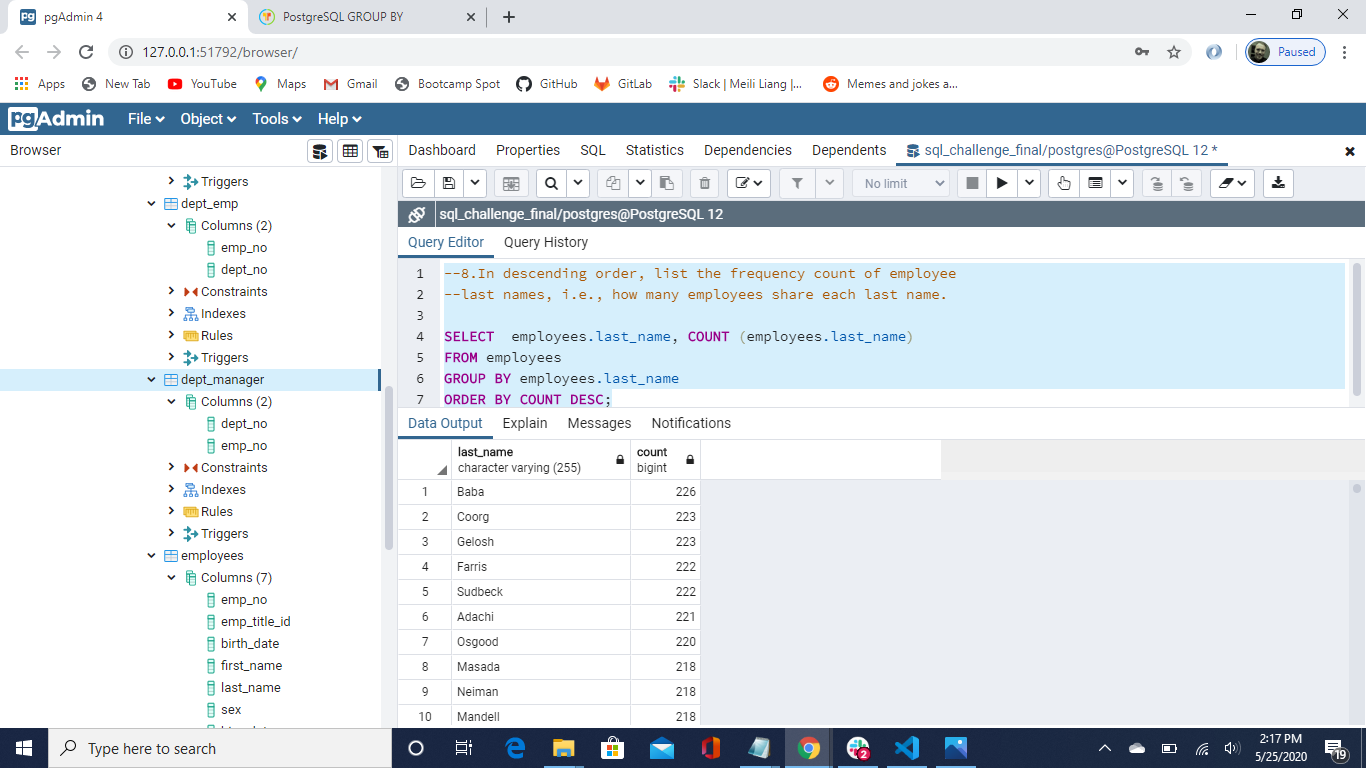 pgAdmin 4
PostgreSQL GROUP BY
127.0.0.1:51792/browser/
Paused
Apps
New Tab
YouTube
Maps
Gmail
Bootcamp Spot
GitHub
GitLab
Slack | Meili Liang |...
Memes and jokes a...
pgAdmin
File
Object
Tools
Help
Browser
Dashboard
Properties
SQL
Statistics
Dependencies
Dependents
sql_challenge_final/postgres@PostgreSQL 12 *
Triggers
dept_emp
Columns (2)
emp_no
dept_no
Constraints
Indexes
Rules
Triggers
dept_manager
Columns (2)
dept_no
emp_no
Constraints
Indexes
Rules
Triggers
employees
Columns (7)
emp_no
emp_title_id
birth_date
first_name
last_name
sex
No limit
sql_challenge_final/postgres@PostgreSQL 12
Query Editor
Query History
1 --8.In descending order, list the frequency count of employee
2 --last names, i.e., how many employees share each last name.
3
4 SELECT  employees.last_name, COUNT (employees.last_name)
5 FROM employees
6 GROUP BY employees.last_name
7 ORDER BY COUNT DESC;
Data Output
Explain
Messages
Notifications
last_name
character varying (255)
count
bigint
1 Baba 226
2 Coorg 223
3 Gelosh 223
4 Farris 222
5 Sudbeck 222
6 Adachi 221
7 Osgood 220
8 Masada 218
9 Neiman 218
10 Mandell 218
Type here to search
2
2:17 PM
5/25/2020
19